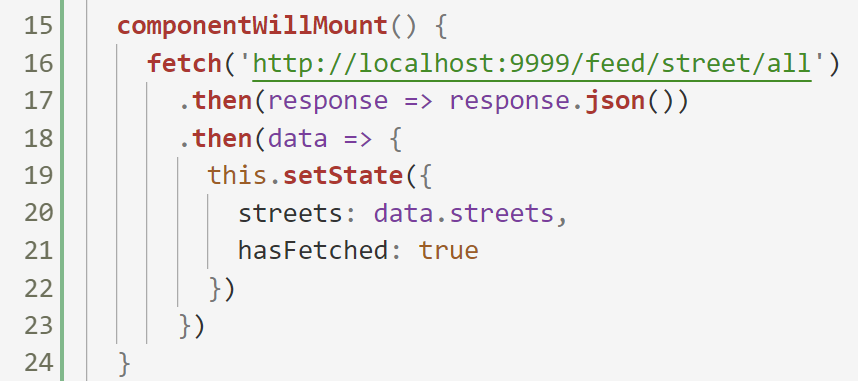 15 componentWillMount() {
16 fetch('http://localhost:9999/feed/street/all')
17 .then(response => response.json())
18 .then(data => {
19 this.setState({
20 streets: data.streets,
21 hasFetched: true
22 })
23 })
24 }